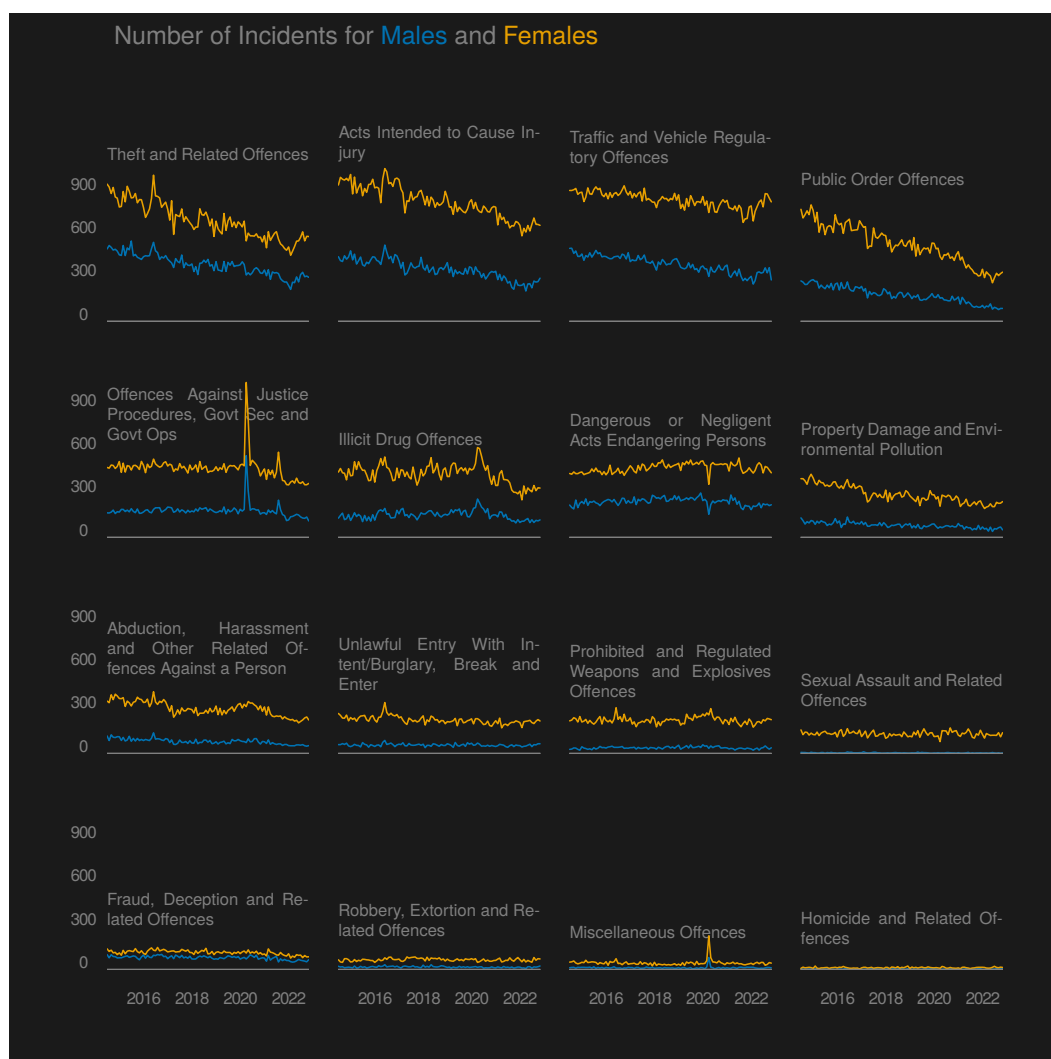 Number of Incidents for Males and Females
Theft and Related Offences
Acts Intended to Cause In-
jury
Traffic and Vehicle Regula-
tory Offences
Public Order Offences
900
600
300
0
Offences Against Justice
Procedures, Govt Sec and
Govt Ops
Illicit Drug Offences
Dangerous or Negligent
Acts Endangering Persons
Property Damage and Envi-
ronmental Pollution
900
600
300
0
Abduction, Harassment
and Other Related Of-
fences Against a Person
Unlawful Entry With In-
tent/Burglary, Break and
Enter
Prohibited and Regulated
Weapons and Explosives
Offences
Sexual Assault and Related
Offences
900
600
300
0
Fraud, Deception and Re-
lated Offences
Robbery, Extortion and Re-
lated Offences
Miscellaneous Offences
Homicide and Related Of-
fences
900
600
300
0
2016 2018 2020 2022 2016 2018 2020 2022 2016 2018 2020 2022 2016 2018 2020 2022